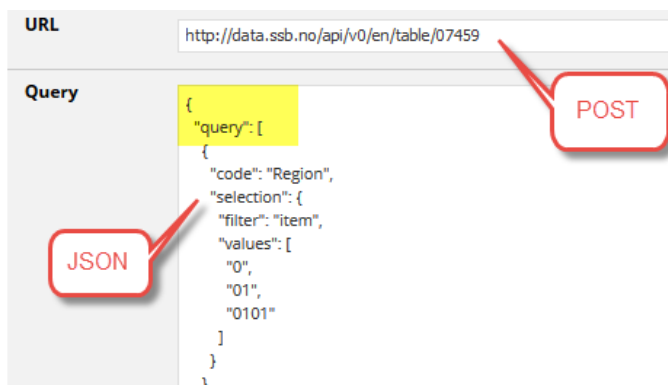 URL
http://data.ssb.no/api/v0/en/table/07459
POST
Query
{
"query": [
{
"code": "Region",
"selection": {
"filter": "item",
"values": [
"0",
"01",
"0101"
]
}
}
JSON